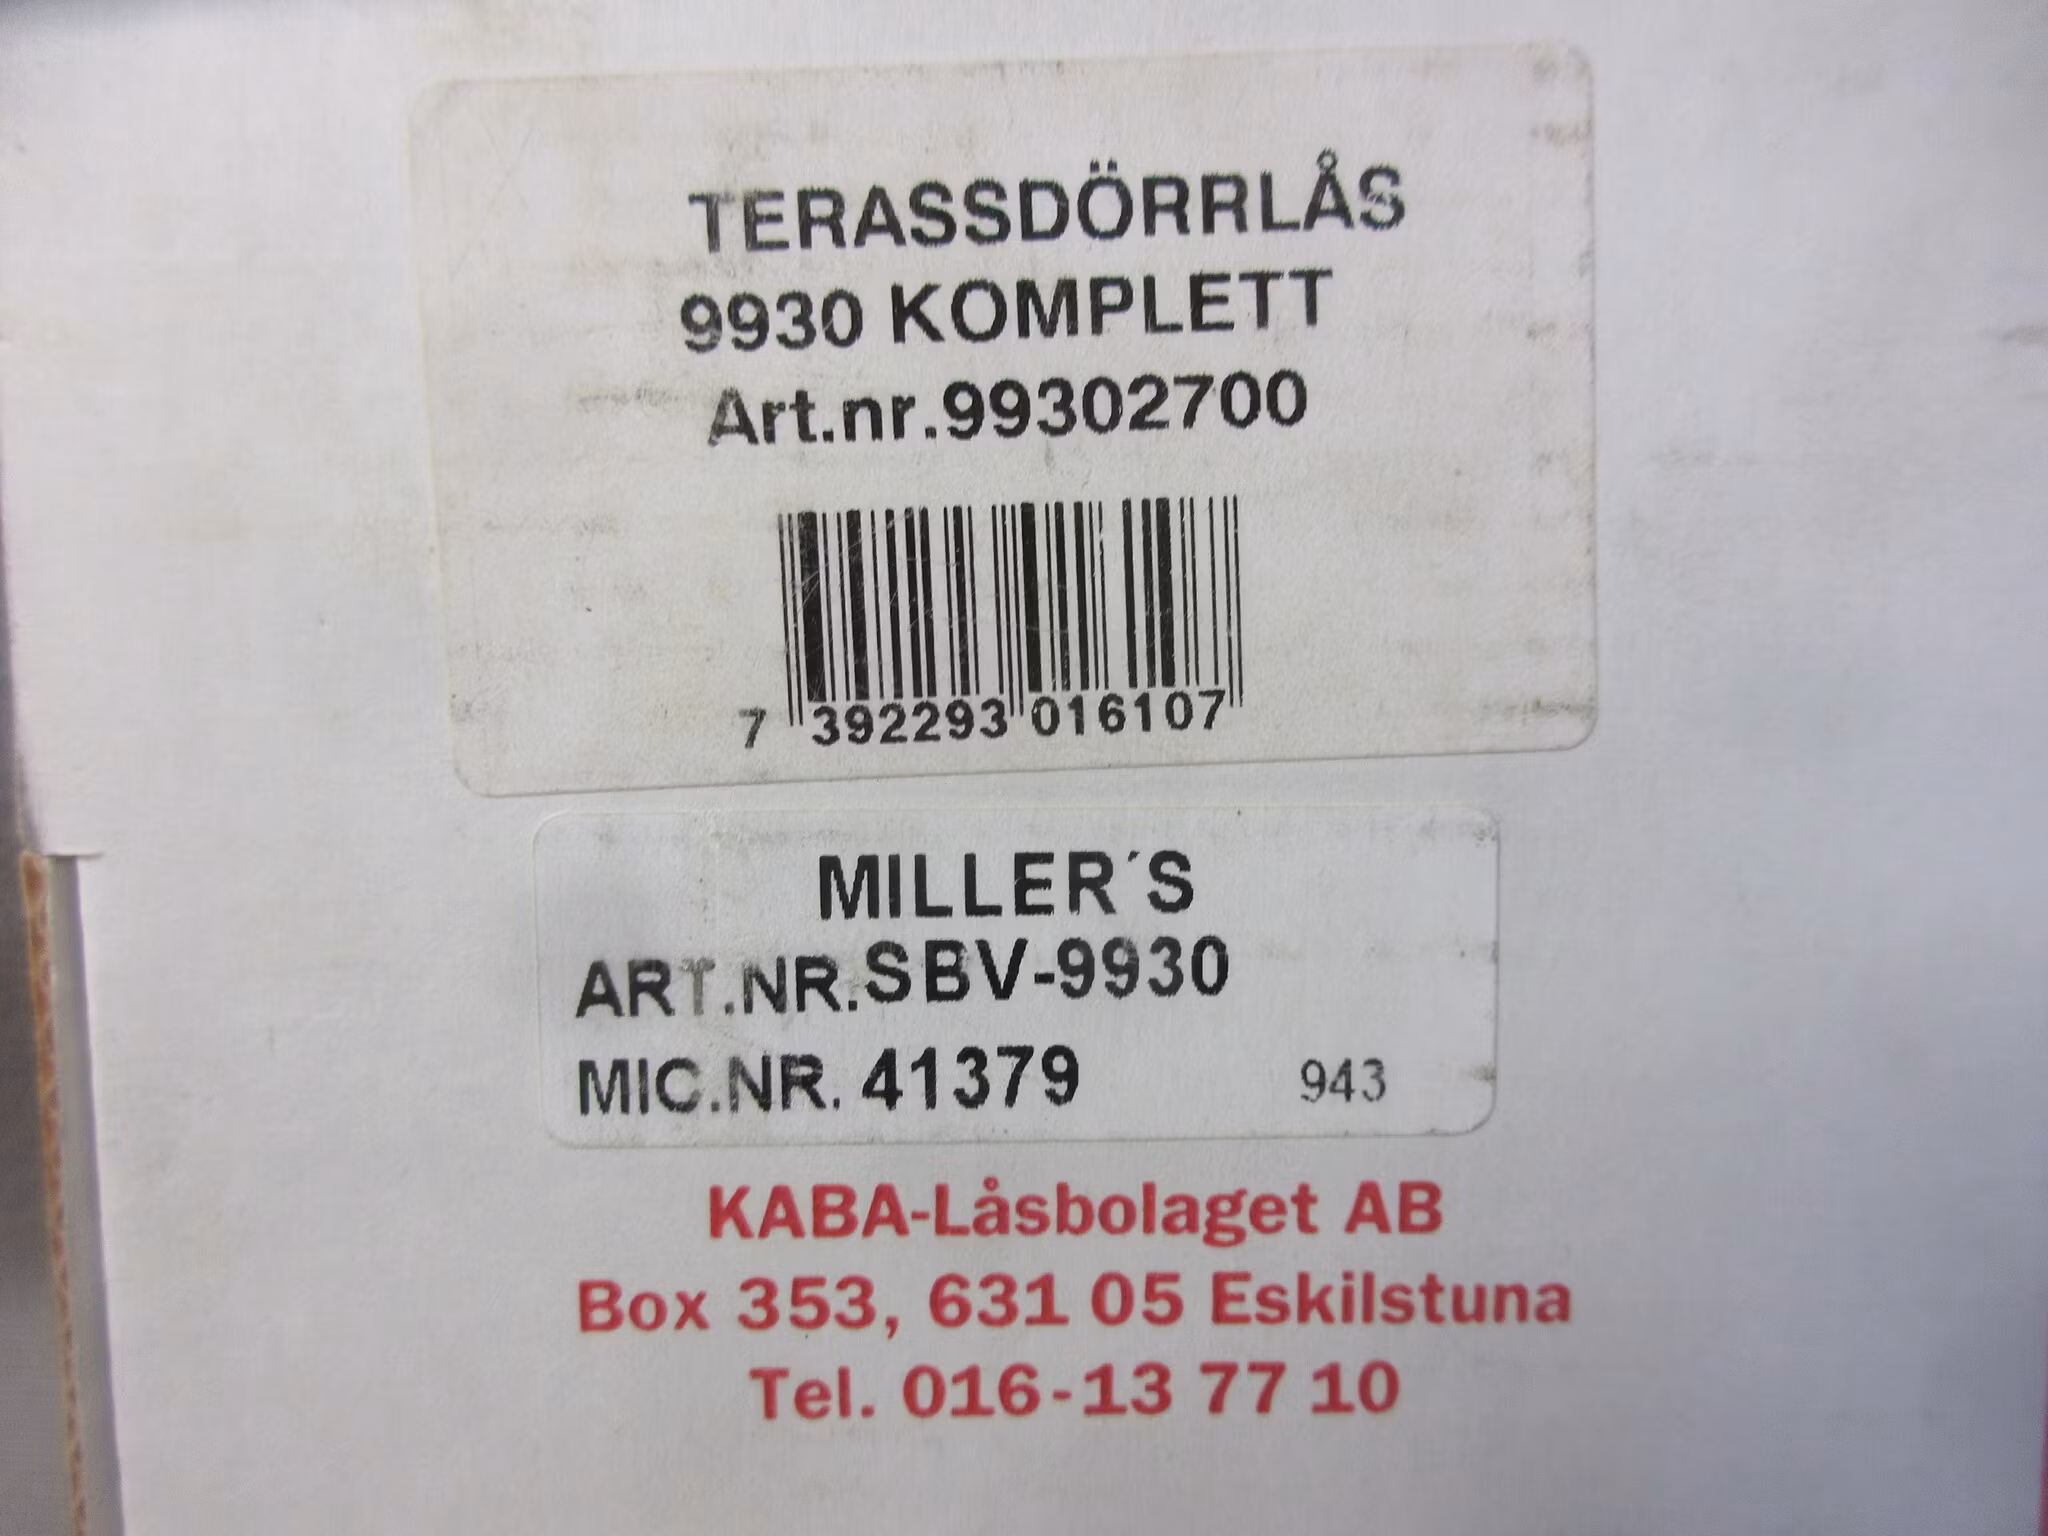 TERASSDÖRRLÅS
9930 KOMPLETT
Art.nr.99302700
7 392293 016107
MILLER´S
ART.NR.SBV-9930
MIC.NR. 41379 943
KABA-Låsbolaget AB
Box 353, 631 05 Eskilstuna
Tel. 016-13 77 10